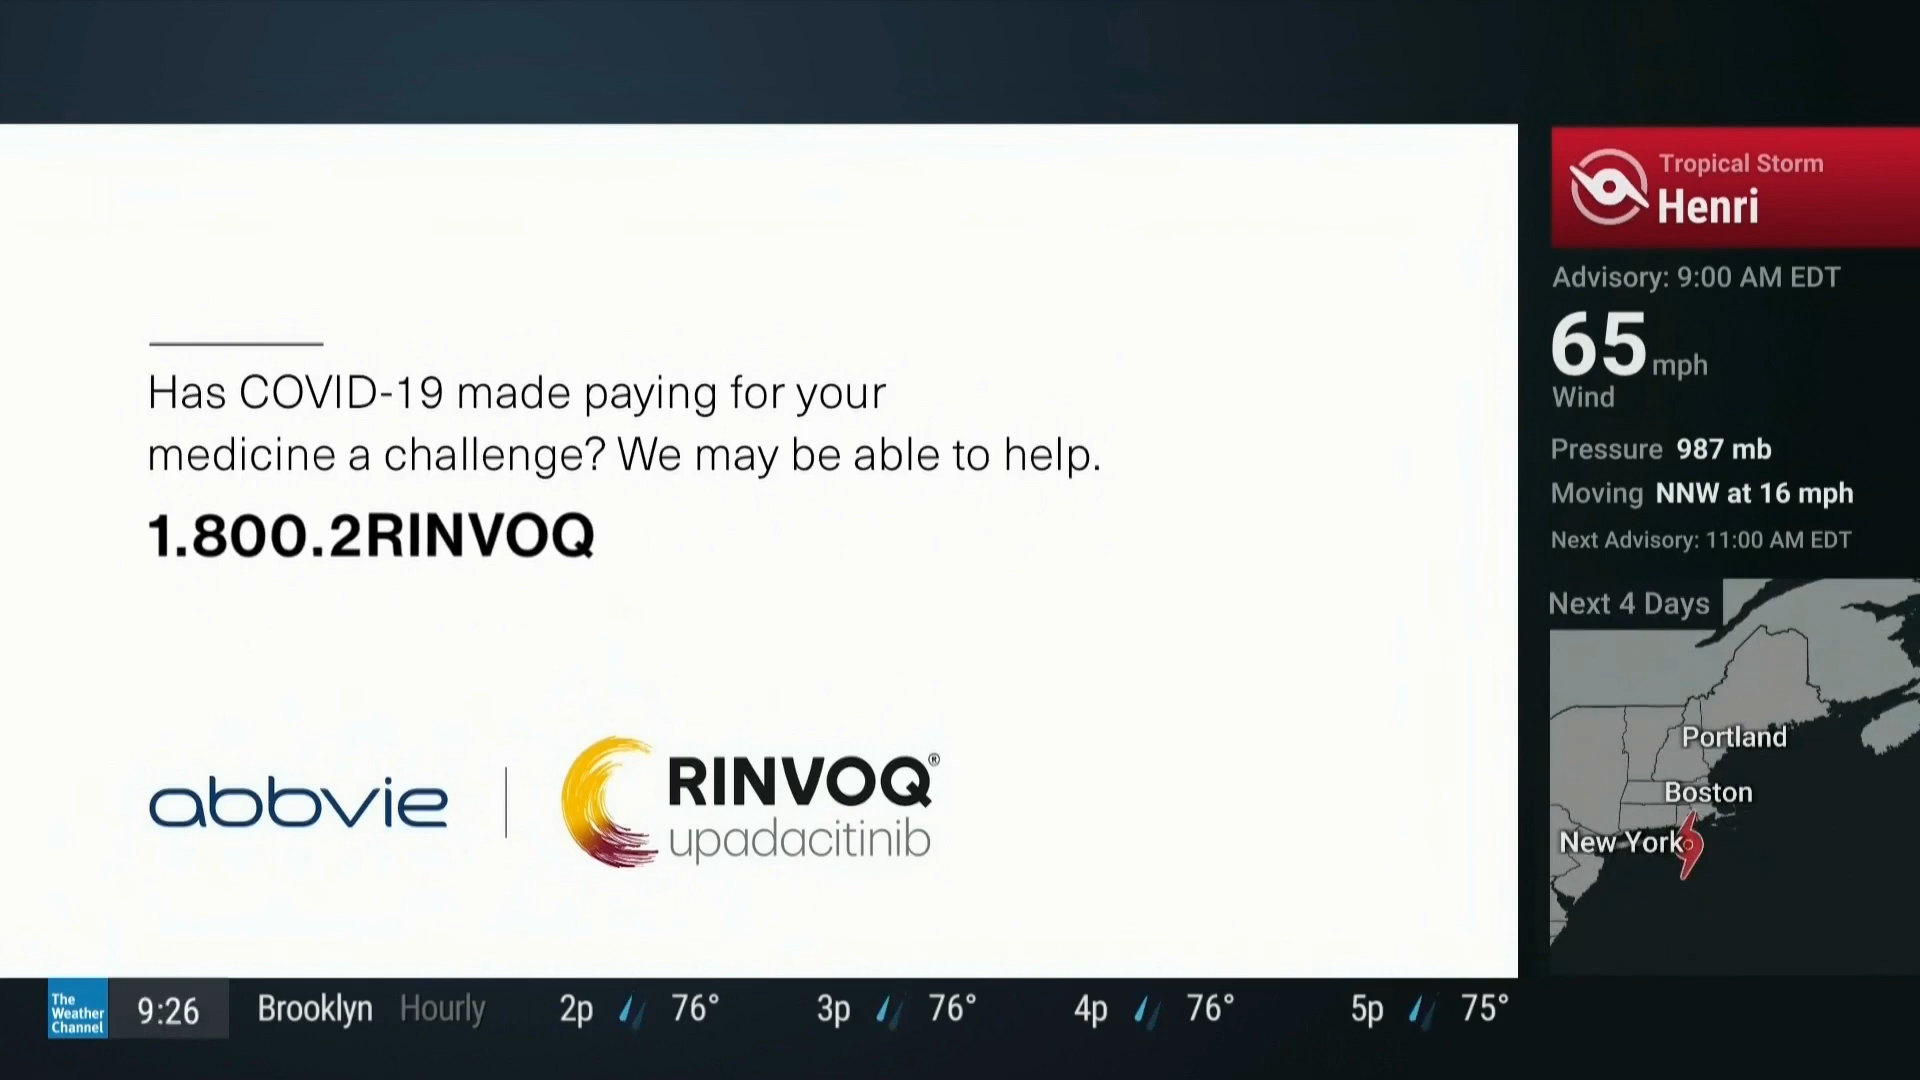 Has COVID-19 made paying for your
medicine a challenge? We may be able to help.
1.800.2RINVOQ
abbvie
RINVOQ®
upadacitinib
Tropical Storm
Henri
Advisory: 9:00 AM EDT
65 mph
Wind
Pressure 987 mb
Moving NNW at 16 mph
Next Advisory: 11:00 AM EDT
Next 4 Days
Portland
Boston
New York
The
Weather
Channel
9:26 Brooklyn Hourly 2p 76° 3p 76° 4p 76° 5p 75°